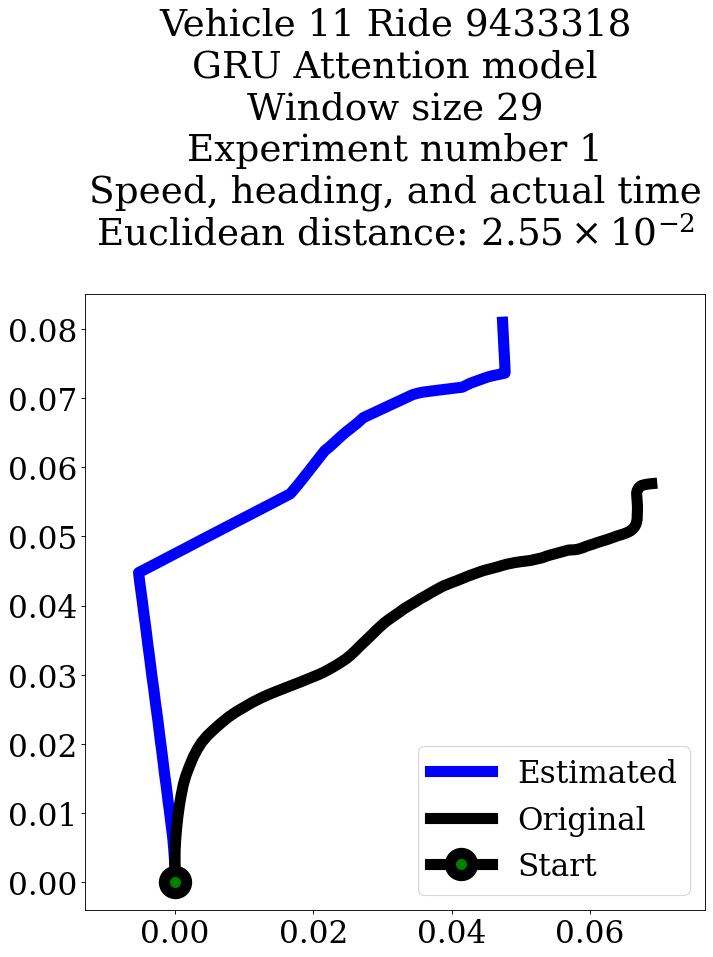 Vehicle 11 Ride 9433318
GRU Attention model
Window size 29
Experiment number 1
Speed, heading, and actual time
Euclidean distance: 2.55 × 10⁻²
0.08
0.07
0.06
0.05
0.04
0.03
0.02
0.01
0.00
Estimated
Original
Start
0.00 0.02 0.04 0.06